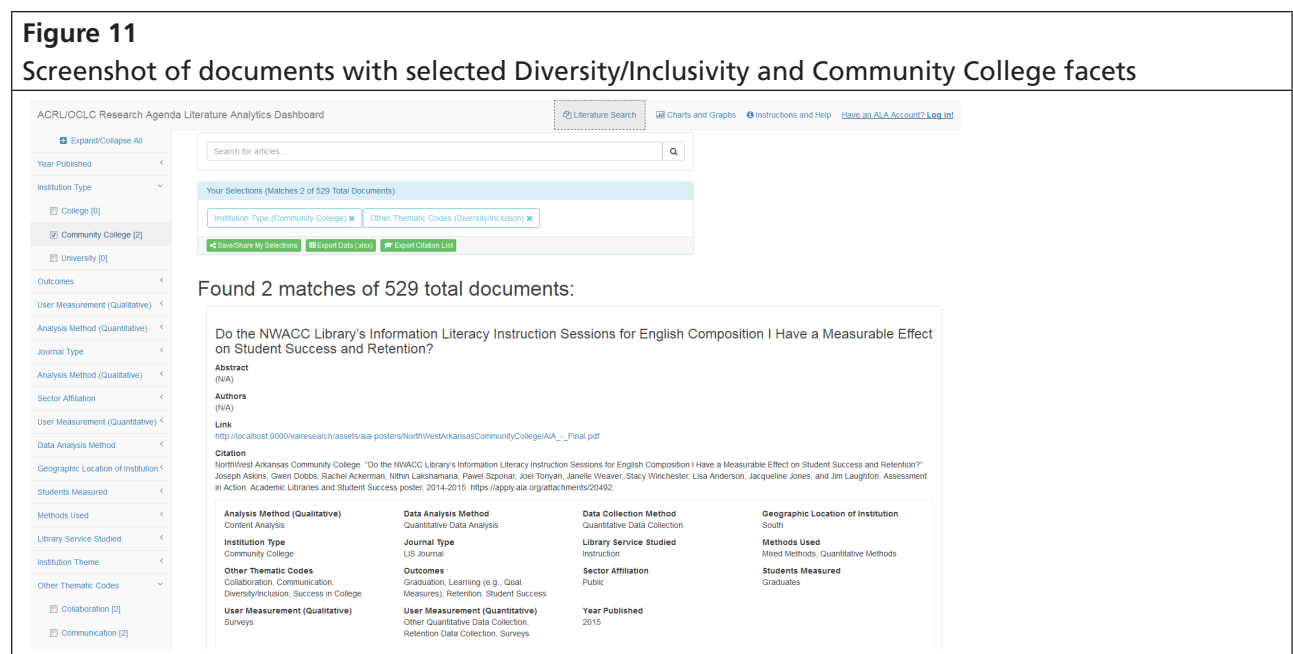 Figure 11
Screenshot of documents with selected Diversity/Inclusivity and Community College facets
ACRL/OCLC Research Agenda Literature Analytics Dashboard
Literature Search
Charts and Graphs
Instructions and Help
Have an ALA Account? Log in!
Expand/Collapse All
Year Published
Institution Type
College [0]
Community College [2]
University [0]
Outcomes
User Measurement (Qualitative)
Analysis Method (Quantitative)
Journal Type
Analysis Method (Qualitative)
Sector Affiliation
User Measurement (Quantitative)
Data Analysis Method
Geographic Location of Institution
Students Measured
Methods Used
Library Service Studied
Institution Theme
Other Thematic Codes
Collaboration [2]
Communication [2]
Search for articles...
Your Selections (Matches 2 of 529 Total Documents):
Institution Type (Community College) ×
Other Thematic Codes (Diversity/Inclusion) ×
Save/Share My Selections
Export Data (.xlsx)
Export Citation List
Found 2 matches of 529 total documents:
Do the NWACC Library's Information Literacy Instruction Sessions for English Composition I Have a Measurable Effect
on Student Success and Retention?
Abstract
(N/A)
Authors
(N/A)
Link
http://localhost:9000/valresearch/assets/aia-posters/NorthWestArkansasCommunityCollege/AiA_-_Final.pdf
Citation
NorthWest Arkansas Community College. "Do the NWACC Library's Information Literacy Instruction Sessions for English Composition I Have a Measurable Effect on Student Success and Retention?"
Joseph Askins, Gwen Dobbs, Rachel Ackerman, Nithin Lakshamana, Pawel Szponar, Joel Tonyan, Janelle Weaver, Stacy Winchester, Lisa Anderson, Jacqueline Jones, and Jim Laughton. Assessment
in Action: Academic Libraries and Student Success poster, 2014-2015. https://apply.ala.org/attachments/20492.
Analysis Method (Qualitative)
Content Analysis
Data Analysis Method
Quantitative Data Analysis
Data Collection Method
Quantitative Data Collection
Geographic Location of Institution
South
Institution Type
Community College
Journal Type
LIS Journal
Library Service Studied
Instruction
Methods Used
Mixed Methods, Quantitative Methods
Other Thematic Codes
Collaboration, Communication,
Diversity/Inclusion, Success in College
Outcomes
Graduation, Learning (e.g., Qual.
Measures), Retention, Student Success
Sector Affiliation
Public
Students Measured
Graduates
User Measurement (Qualitative)
Surveys
User Measurement (Quantitative)
Other Quantitative Data Collection,
Retention Data Collection, Surveys
Year Published
2015